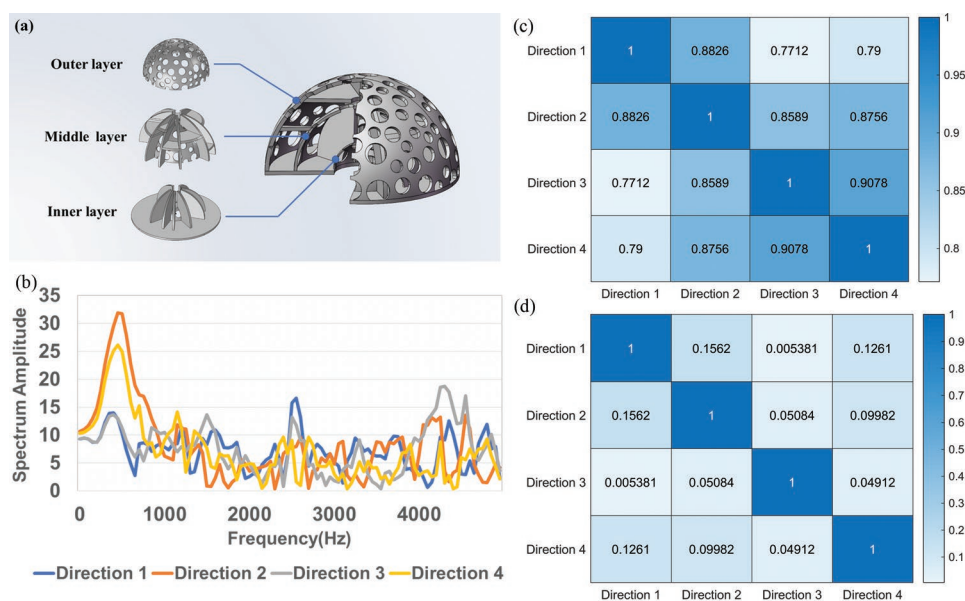 (a)
Outer layer
Middle layer
Inner layer
(b)
35
30
25
20
15
10
5
0
Spectrum Amplitude
0 1000 2000 3000 4000
Frequency(Hz)
Direction 1 Direction 2 Direction 3 Direction 4
(c)
Direction 1 1 0.8826 0.7712 0.79
Direction 2 0.8826 1 0.8589 0.8756
Direction 3 0.7712 0.8589 1 0.9078
Direction 4 0.79 0.8756 0.9078 1
Direction 1 Direction 2 Direction 3 Direction 4
1
0.95
0.9
0.85
0.8
(d)
Direction 1 1 0.1562 0.005381 0.1261
Direction 2 0.1562 1 0.05084 0.09982
Direction 3 0.005381 0.05084 1 0.04912
Direction 4 0.1261 0.09982 0.04912 1
Direction 1 Direction 2 Direction 3 Direction 4
1
0.9
0.8
0.7
0.6
0.5
0.4
0.3
0.2
0.1